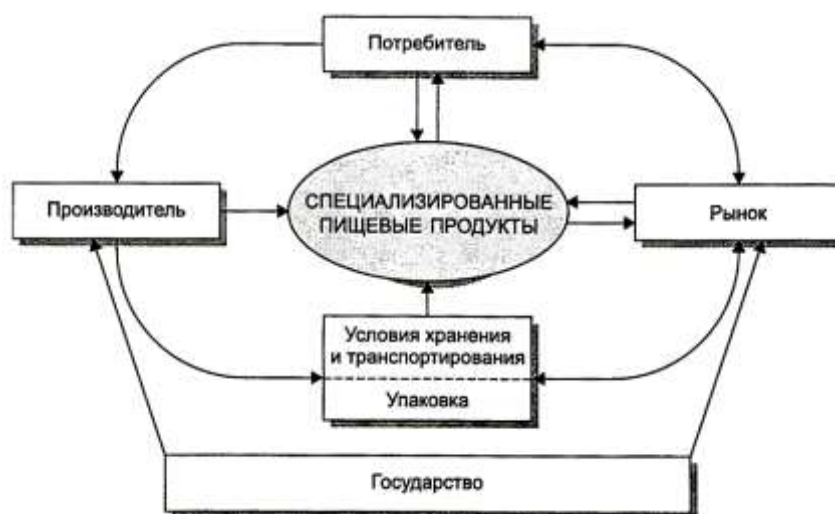 Потребитель
Производитель
СПЕЦИАЛИЗИРОВАННЫЕ
ПИЩЕВЫЕ ПРОДУКТЫ
Рынок
Условия хранения
и транспортирования
Упаковка
Государство